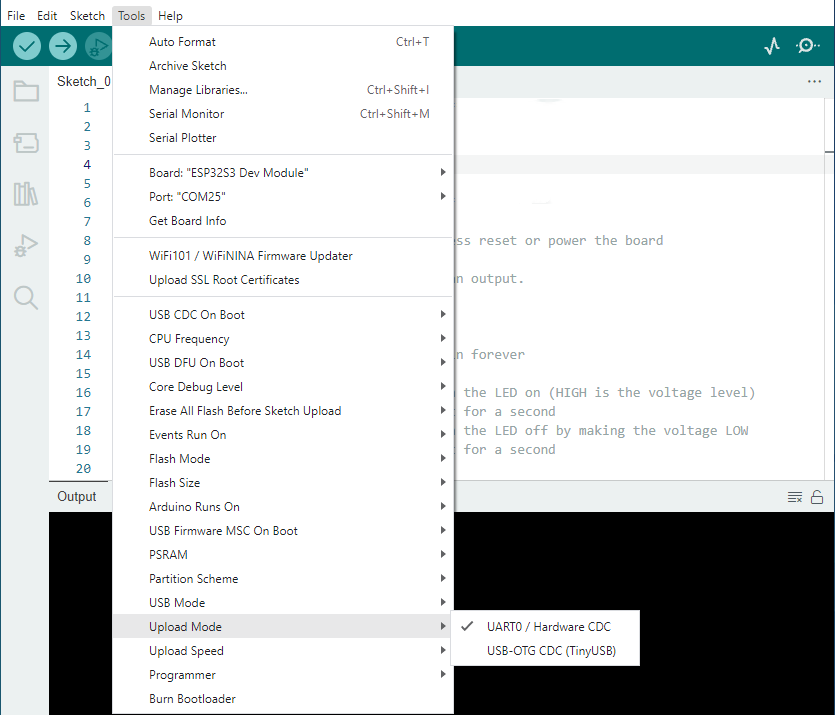 File Edit Sketch Tools Help
Sketch_0
Auto Format Ctrl+T
Archive Sketch
Manage Libraries... Ctrl+Shift+I
Serial Monitor Ctrl+Shift+M
Serial Plotter
Board: "ESP32S3 Dev Module"
Port: "COM25"
Get Board Info
WiFi101 / WiFiNINA Firmware Updater
Upload SSL Root Certificates
USB CDC On Boot
CPU Frequency
USB DFU On Boot
Core Debug Level
Erase All Flash Before Sketch Upload
Events Run On
Flash Mode
Flash Size
Arduino Runs On
USB Firmware MSC On Boot
PSRAM
Partition Scheme
USB Mode
Upload Mode
Upload Speed
Programmer
Burn Bootloader
UART0 / Hardware CDC
USB-OTG CDC (TinyUSB)
1
2
3
4
5
6
7
8
9
10
11
12
13
14
15
16
17
18
19
20
ss reset or power the board
n output.
n forever
the LED on (HIGH is the voltage level)
for a second
the LED off by making the voltage LOW
for a second
Output